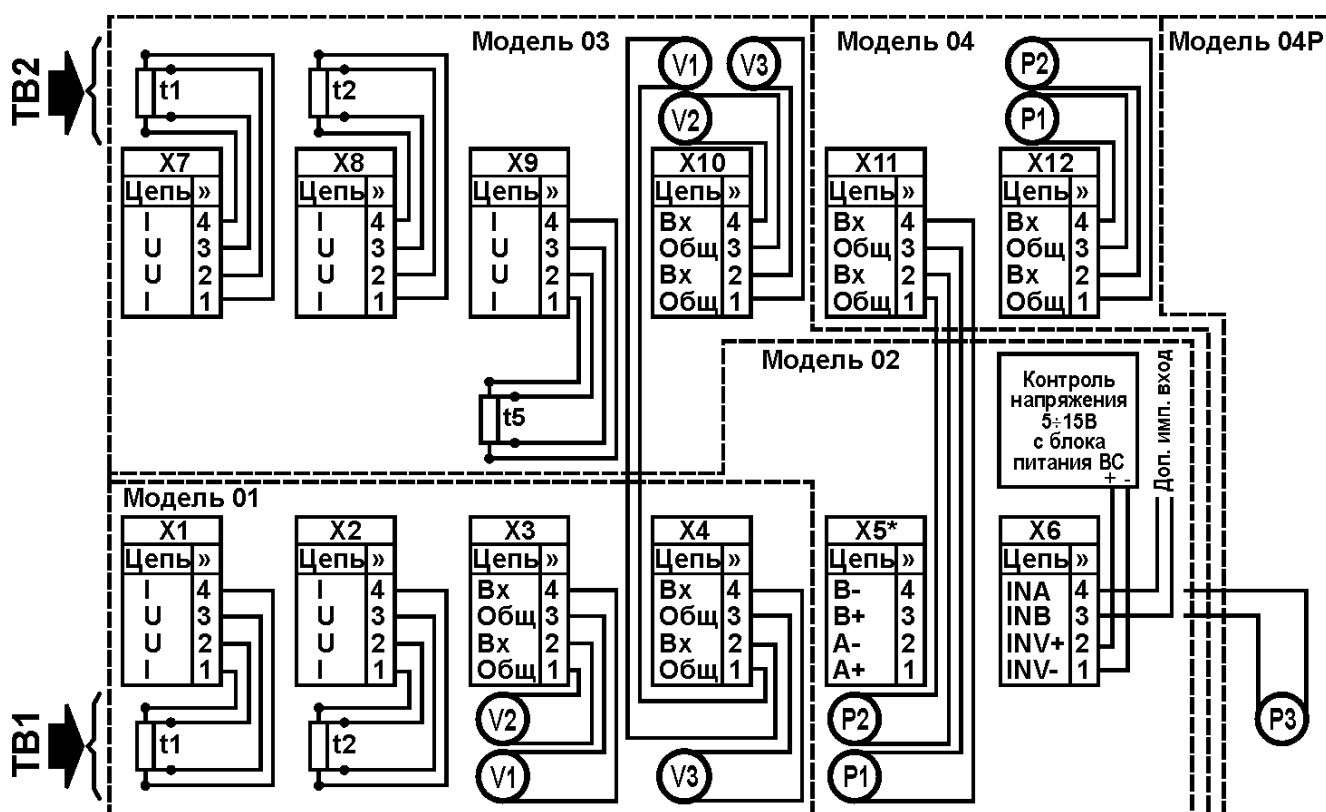 Модель 03
Модель 04
Модель 04Р
ТВ2
t1
t2
V1
V3
V2
P2
P1
X7
Цепь »
I 4
U 3
U 2
I 1
X8
Цепь »
I 4
U 3
U 2
I 1
X9
Цепь »
I 4
U 3
U 2
I 1
X10
Цепь »
Вх 4
Общ 3
Вх 2
Общ 1
X11
Цепь »
Вх 4
Общ 3
Вх 2
Общ 1
X12
Цепь »
Вх 4
Общ 3
Вх 2
Общ 1
t5
Модель 02
Контроль
напряжения
5÷15В
с блока
питания ВС
+ -
Доп. имп. вход
Модель 01
X1
Цепь »
I 4
U 3
U 2
I 1
X2
Цепь »
I 4
U 3
U 2
I 1
X3
Цепь »
Вх 4
Общ 3
Вх 2
Общ 1
X4
Цепь »
Вх 4
Общ 3
Вх 2
Общ 1
X5*
Цепь »
B- 4
B+ 3
A- 2
A+ 1
X6
Цепь »
INA 4
INB 3
INV+ 2
INV- 1
ТВ1
t1
t2
V2
V1
V3
P2
P1
P3